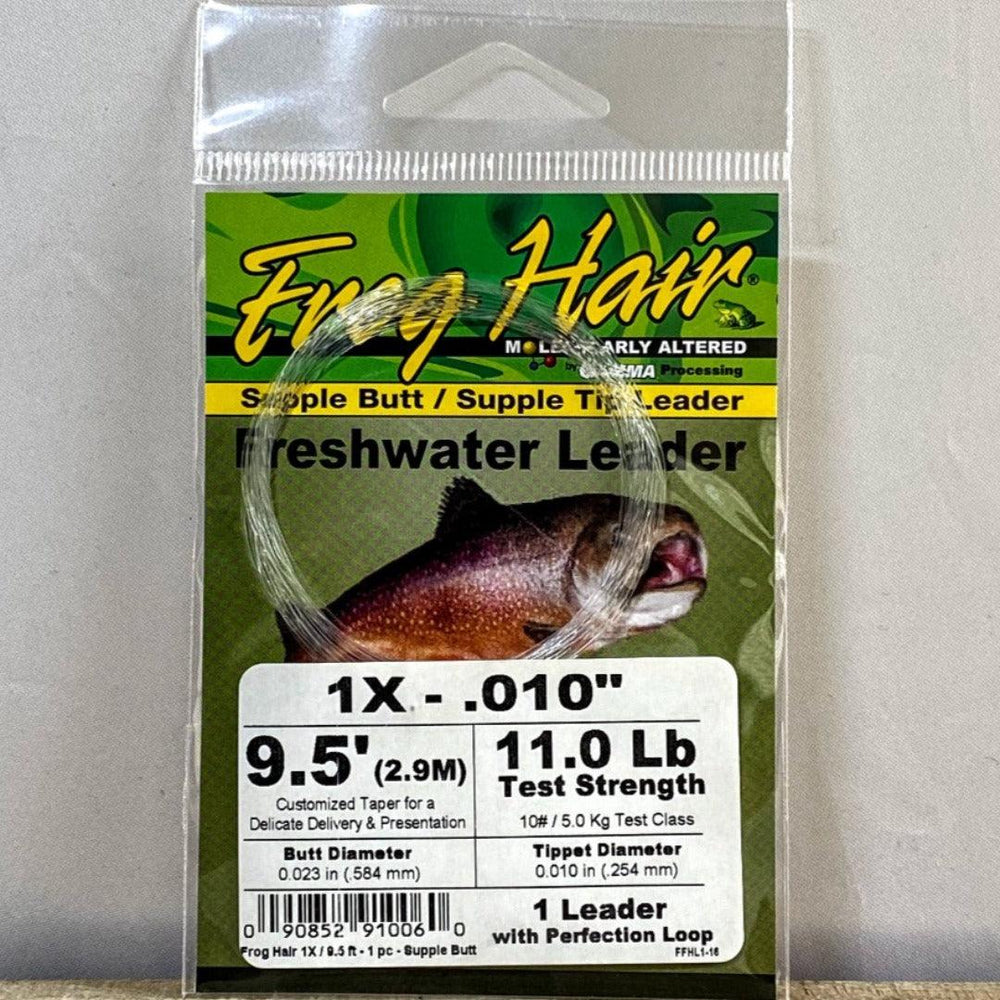 Frog Hair®
ALTERED
by Processing
Supple Butt / Supple Tip Leader
Freshwater Leader
1X - .010"
9.5' (2.9M)
Customized Taper for a
Delicate Delivery & Presentation
11.0 Lb
Test Strength
10# / 5.0 Kg Test Class
Butt Diameter
0.023 in (.584 mm)
Tippet Diameter
0.010 in (.254 mm)
0 90852 91006 0
Frog Hair 1X / 9.5 ft - 1 pc - Supple Butt
1 Leader
with Perfection Loop
FFHL1-16